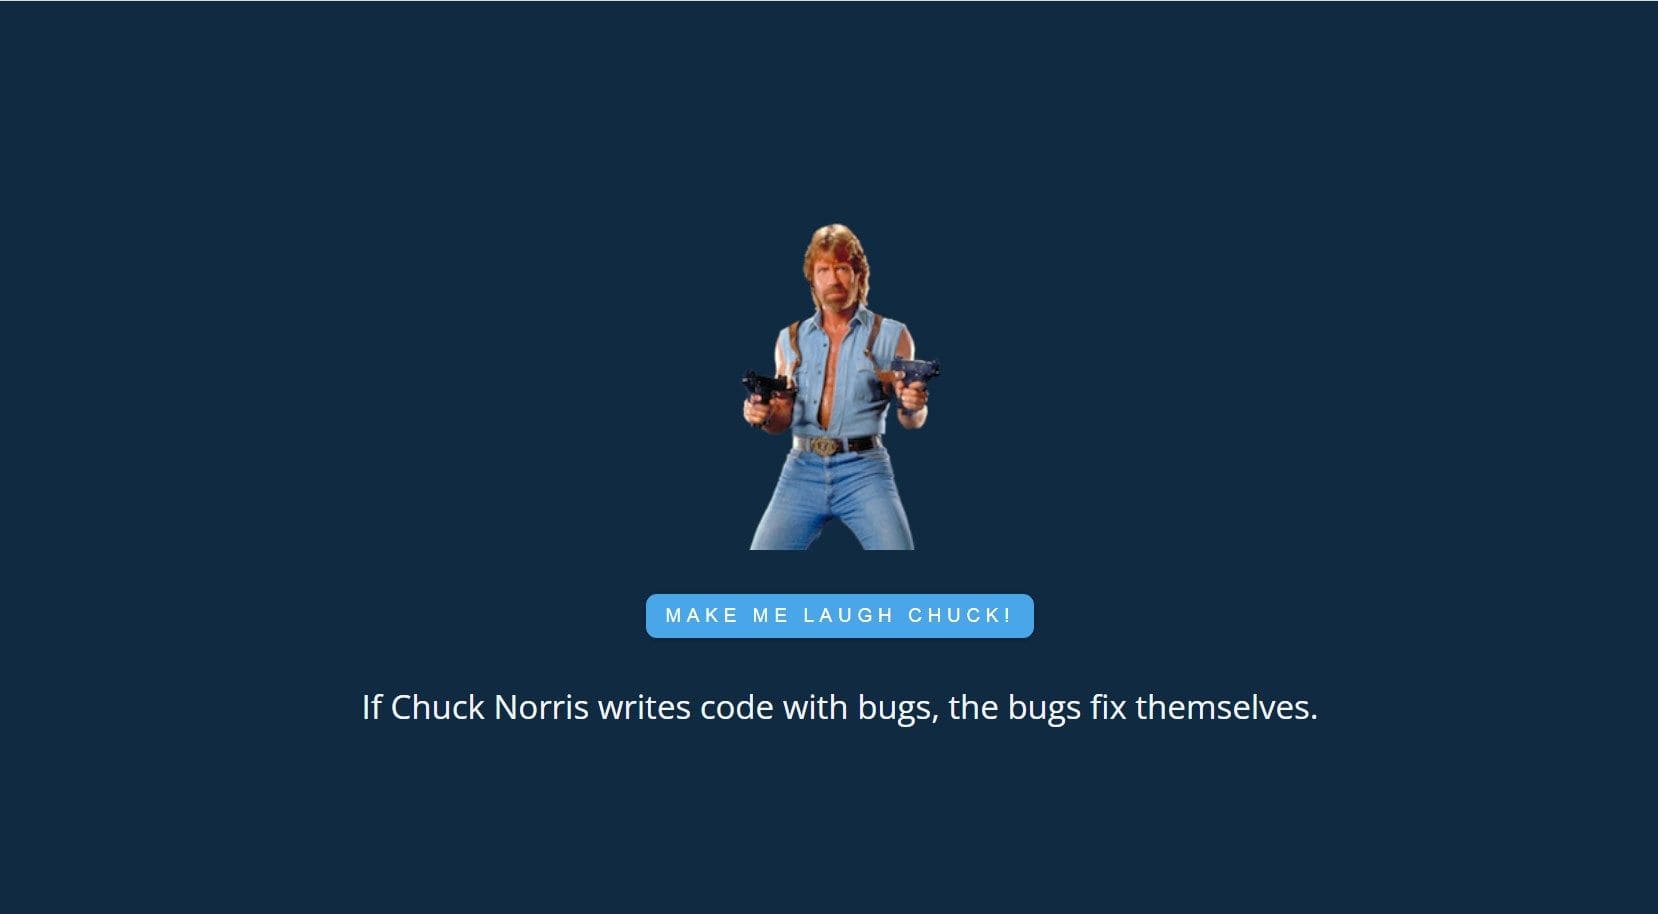 MAKE ME LAUGH CHUCK!
If Chuck Norris writes code with bugs, the bugs fix themselves.